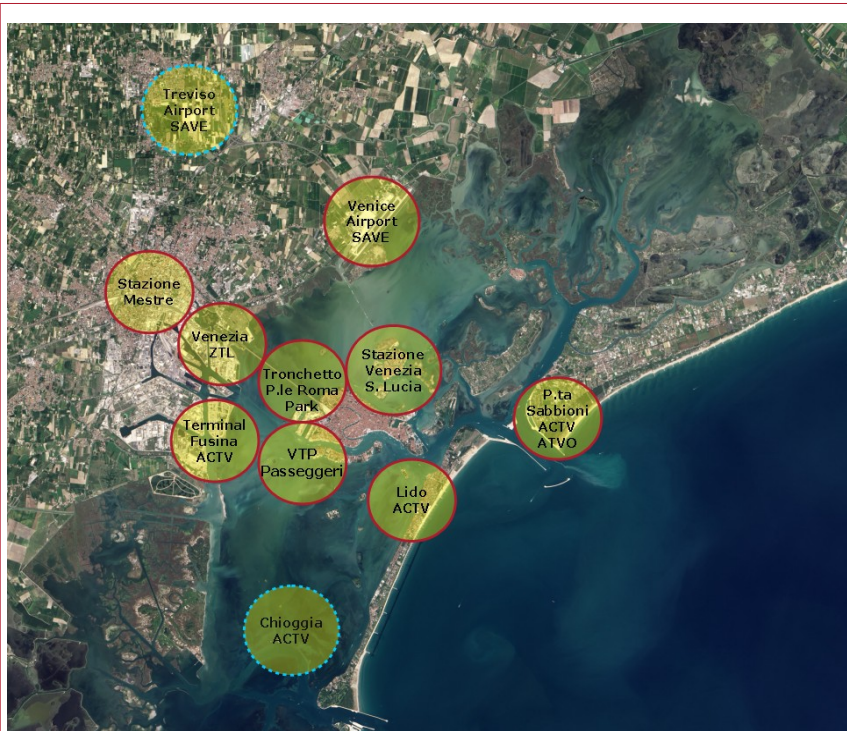 Treviso
Airport
SAVE
Venice
Airport
SAVE
Stazione
Mestre
Venezia
ZTL
Tronchetto
P.le Roma
Park
Stazione
Venezia
S. Lucia
P.ta
Sabbioni
ACTV
ATVO
Terminal
Fusina
ACTV
VTP
Passeggeri
Lido
ACTV
Chioggia
ACTV